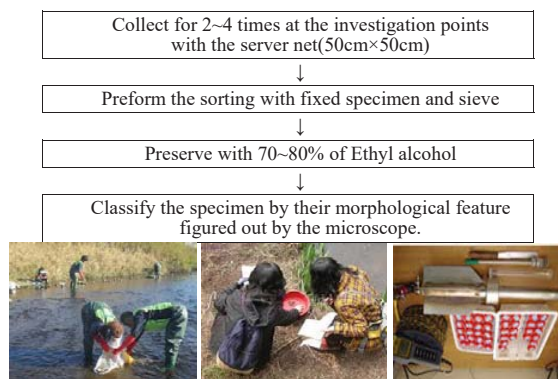 Collect for 2~4 times at the investigation points
with the server net(50cm×50cm)
↓
Preform the sorting with fixed specimen and sieve
↓
Preserve with 70~80% of Ethyl alcohol
↓
Classify the specimen by their morphological feature
figured out by the microscope.